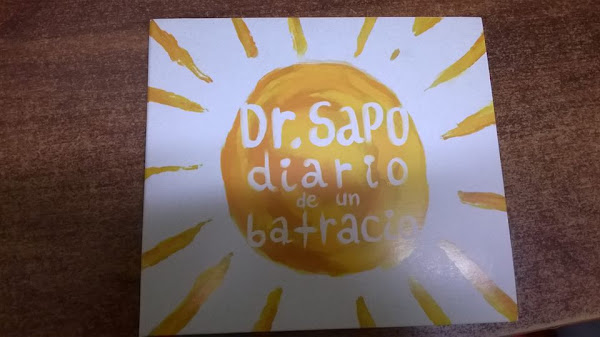 Dr. Sapo
diario
de un
batracio